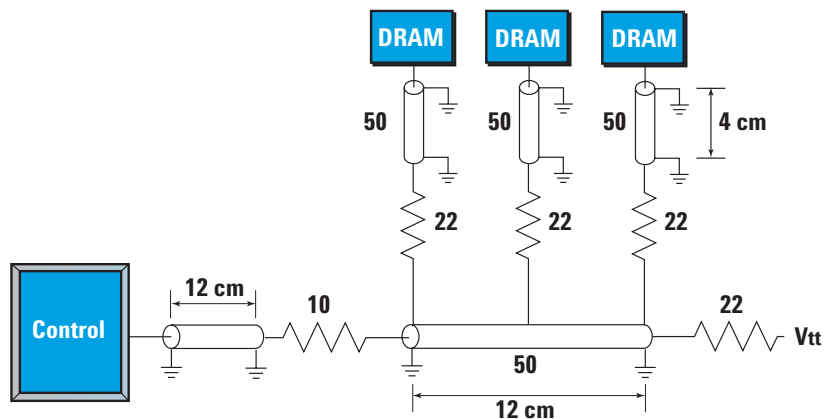 DRAM DRAM DRAM
50 50 50 4 cm
22 22 22
12 cm
10 22
Control Vtt
50
12 cm